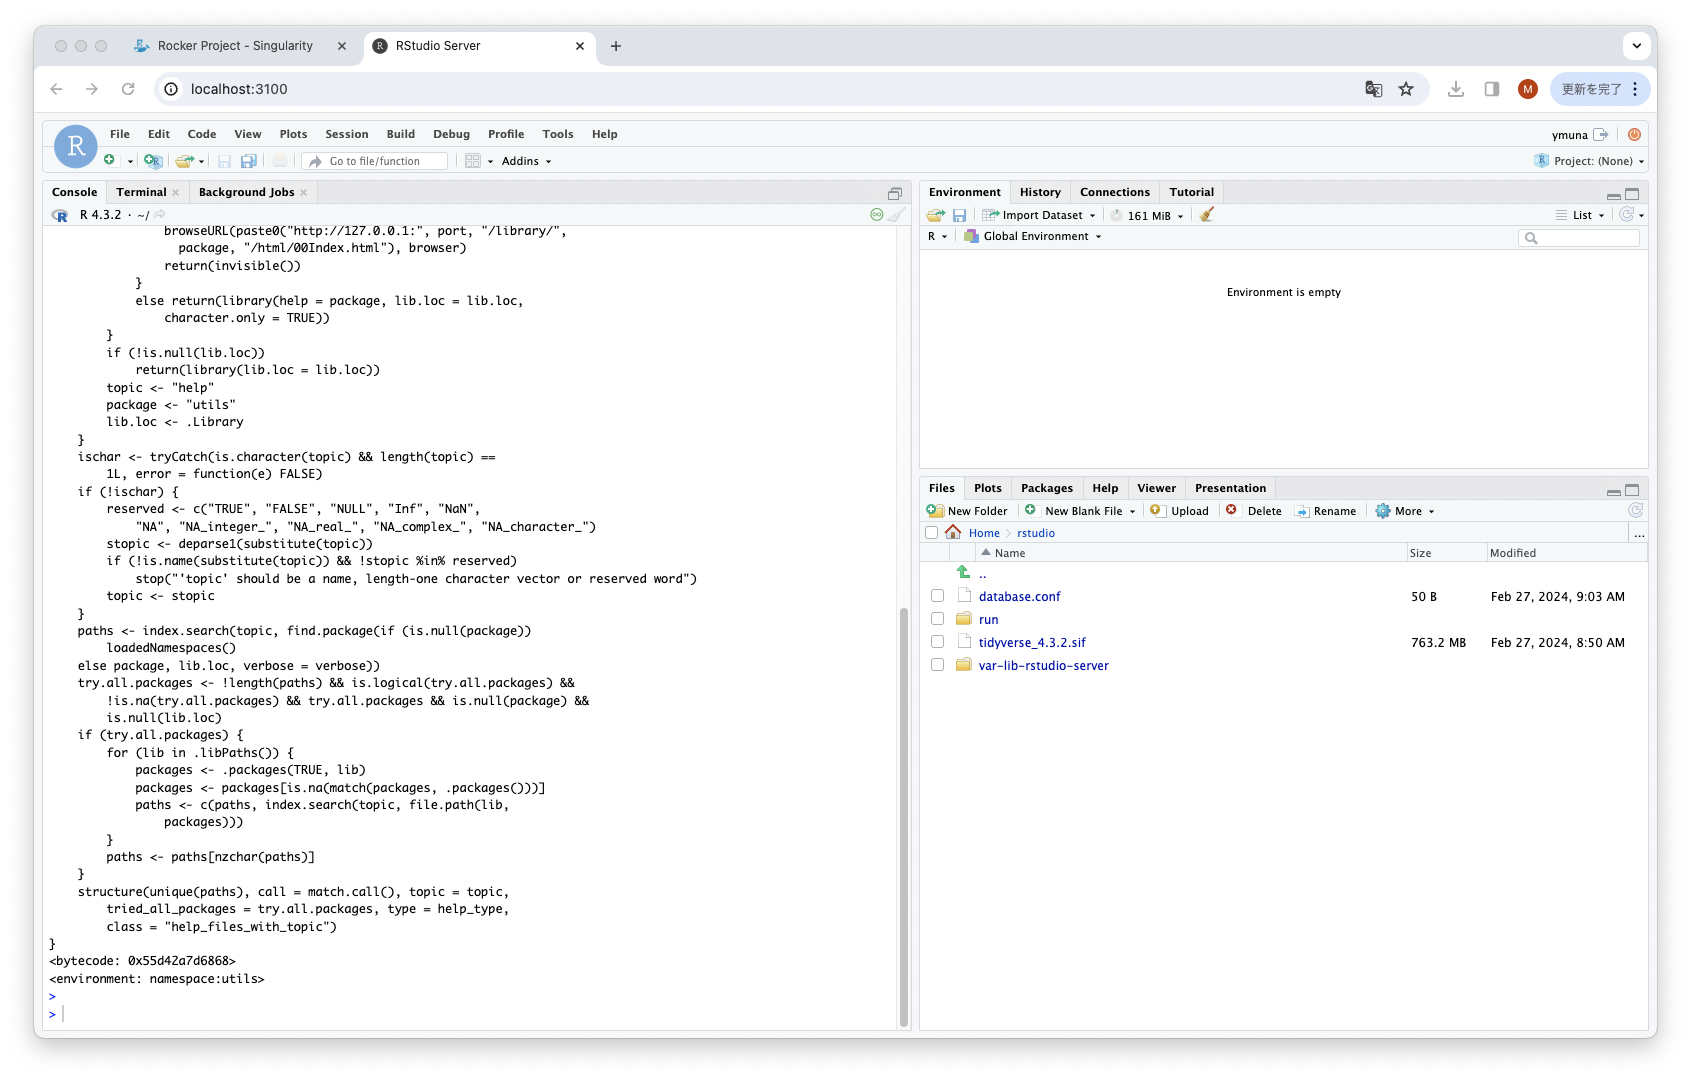 Rocker Project - Singularity
RStudio Server
localhost:3100
M
更新を完了
R
File Edit Code View Plots Session Build Debug Profile Tools Help
ymuna
Go to file/function
Addins
Project: (None)
Console Terminal Background Jobs
R 4.3.2 · ~/
            browseURL(paste0("http://127.0.0.1:", port, "/library/",
              package, "/html/00Index.html"), browser)
            return(invisible())
        }
        else return(library(help = package, lib.loc = lib.loc,
            character.only = TRUE))
    }
    if (!is.null(lib.loc))
        return(library(lib.loc = lib.loc))
    topic <- "help"
    package <- "utils"
    lib.loc <- .Library
}
ischar <- tryCatch(is.character(topic) && length(topic) ==
    1L, error = function(e) FALSE)
if (!ischar) {
    reserved <- c("TRUE", "FALSE", "NULL", "Inf", "NaN",
        "NA", "NA_integer_", "NA_real_", "NA_complex_", "NA_character_")
    stopic <- deparse1(substitute(topic))
    if (!is.name(substitute(topic)) && !stopic %in% reserved)
        stop("'topic' should be a name, length-one character vector or reserved word")
    topic <- stopic
}
paths <- index.search(topic, find.package(if (is.null(package))
    loadedNamespaces()
else package, lib.loc, verbose = verbose))
try.all.packages <- !length(paths) && is.logical(try.all.packages) &&
    !is.na(try.all.packages) && try.all.packages && is.null(package) &&
    is.null(lib.loc)
if (try.all.packages) {
    for (lib in .libPaths()) {
        packages <- .packages(TRUE, lib)
        packages <- packages[is.na(match(packages, .packages()))]
        paths <- c(paths, index.search(topic, file.path(lib,
            packages)))
    }
    paths <- paths[nzchar(paths)]
}
structure(unique(paths), call = match.call(), topic = topic,
    tried_all_packages = try.all.packages, type = help_type,
    class = "help_files_with_topic")
}
<bytecode: 0x55d42a7d6868>
<environment: namespace:utils>
>
>
Environment History Connections Tutorial
Import Dataset 161 MiB List
R Global Environment
Environment is empty
Files Plots Packages Help Viewer Presentation
New Folder New Blank File Upload Delete Rename More
Home rstudio ...
Name Size Modified
..
database.conf 50 B Feb 27, 2024, 9:03 AM
run
tidyverse_4.3.2.sif 763.2 MB Feb 27, 2024, 8:50 AM
var-lib-rstudio-server